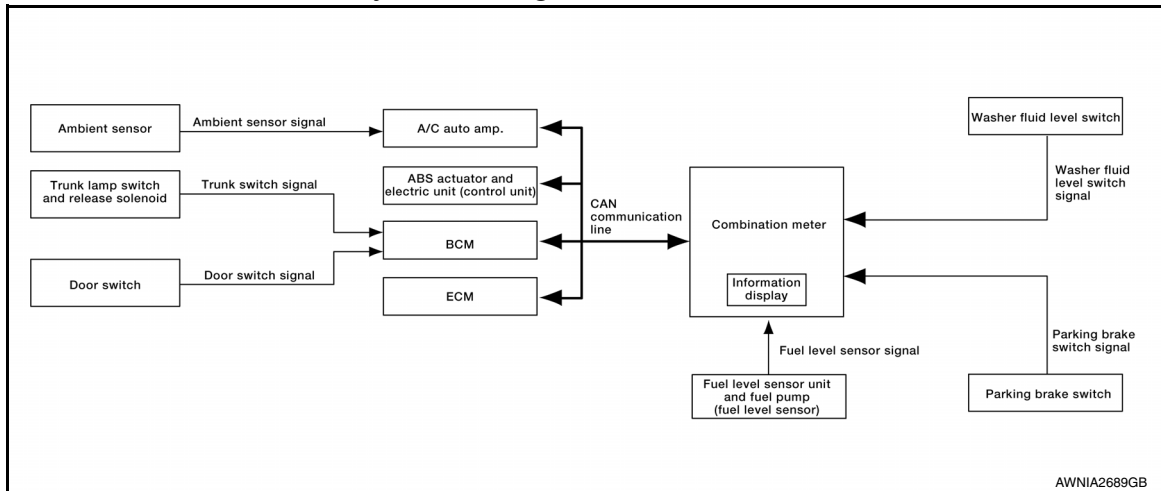 Ambient sensor
Ambient sensor signal
A/C auto amp.
Trunk lamp switch
and release solenoid
Trunk switch signal
ABS actuator and
electric unit (control unit)
BCM
Door switch
Door switch signal
ECM
CAN
communication
line
Combination meter
Information
display
Washer fluid level switch
Washer fluid
level switch
signal
Fuel level sensor signal
Fuel level sensor unit
and fuel pump
(fuel level sensor)
Parking brake
switch signal
Parking brake switch
AWNIA2689GB